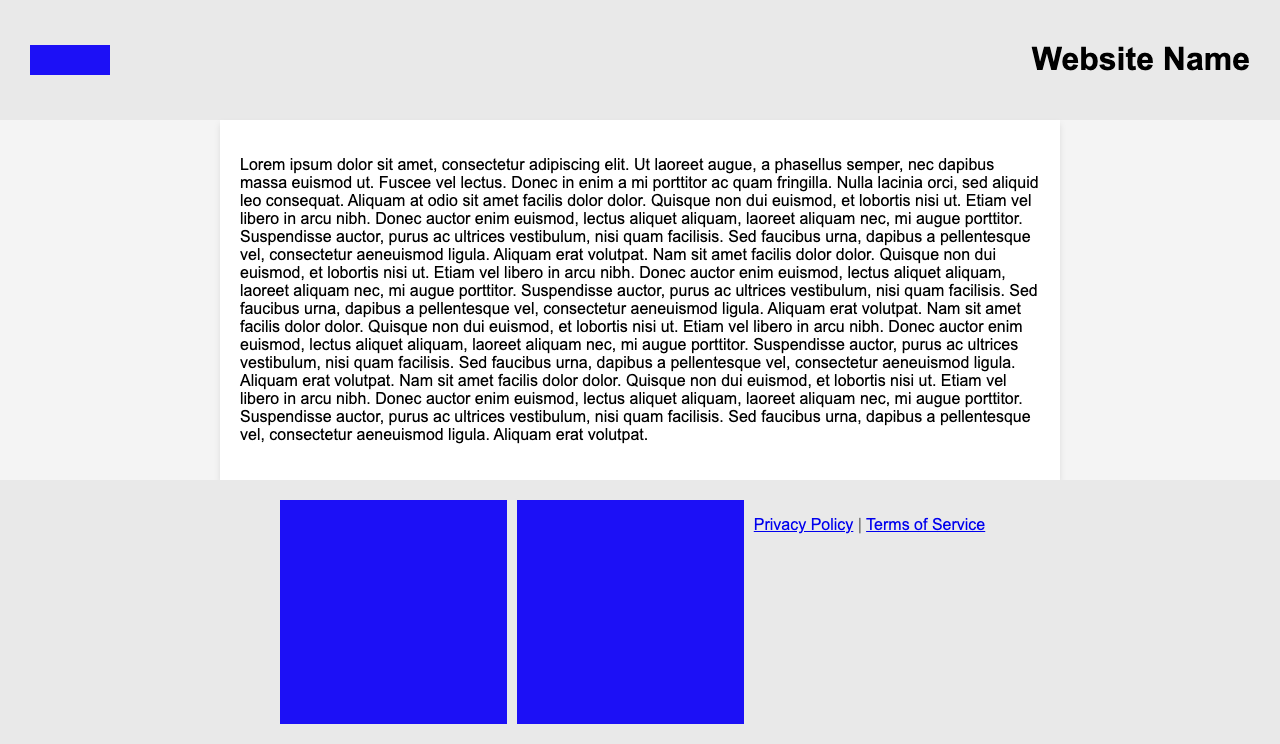 Website Name
Lorem ipsum dolor sit amet, consectetur adipiscing elit. Ut laoreet augue, a phasellus semper, nec dapibus
massa euismod ut. Fuscee vel lectus. Donec in enim a mi porttitor ac quam fringilla. Nulla lacinia orci, sed aliquid
leo consequat. Aliquam at odio sit amet facilis dolor dolor. Quisque non dui euismod, et lobortis nisi ut. Etiam vel
libero in arcu nibh. Donec auctor enim euismod, lectus aliquet aliquam, laoreet aliquam nec, mi augue porttitor.
Suspendisse auctor, purus ac ultrices vestibulum, nisi quam facilisis. Sed faucibus urna, dapibus a pellentesque
vel, consectetur aeneuismod ligula. Aliquam erat volutpat. Nam sit amet facilis dolor dolor. Quisque non dui
euismod, et lobortis nisi ut. Etiam vel libero in arcu nibh. Donec auctor enim euismod, lectus aliquet aliquam,
laoreet aliquam nec, mi augue porttitor. Suspendisse auctor, purus ac ultrices vestibulum, nisi quam facilisis. Sed
faucibus urna, dapibus a pellentesque vel, consectetur aeneuismod ligula. Aliquam erat volutpat. Nam sit amet
facilis dolor dolor. Quisque non dui euismod, et lobortis nisi ut. Etiam vel libero in arcu nibh. Donec auctor enim
euismod, lectus aliquet aliquam, laoreet aliquam nec, mi augue porttitor. Suspendisse auctor, purus ac ultrices
vestibulum, nisi quam facilisis. Sed faucibus urna, dapibus a pellentesque vel, consectetur aeneuismod ligula.
Aliquam erat volutpat. Nam sit amet facilis dolor dolor. Quisque non dui euismod, et lobortis nisi ut. Etiam vel
libero in arcu nibh. Donec auctor enim euismod, lectus aliquet aliquam, laoreet aliquam nec, mi augue porttitor.
Suspendisse auctor, purus ac ultrices vestibulum, nisi quam facilisis. Sed faucibus urna, dapibus a pellentesque
vel, consectetur aeneuismod ligula. Aliquam erat volutpat.
Privacy Policy | Terms of Service